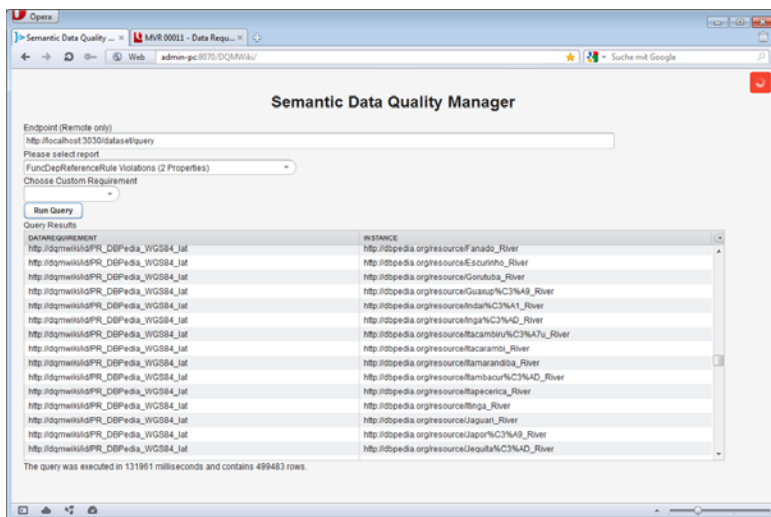 Opera
Semantic Data Quality ... × MVR 00011 - Data Requ... ×
Web admin-pc:8070/DQMWiki/ Suche mit Google
Semantic Data Quality Manager
Endpoint (Remote only)
http://localhost:3030/dataset/query
Please select report
FuncDepReferenceRule Violations (2 Properties)
Choose Custom Requirement
Run Query
Query Results
DATAREQUIREMENT INSTANCE
http://dqmwiki/id/PR_DBPedia_WGS84_lat http://dbpedia.org/resource/Fanado_River
http://dqmwiki/id/PR_DBPedia_WGS84_lat http://dbpedia.org/resource/Escurinho_River
http://dqmwiki/id/PR_DBPedia_WGS84_lat http://dbpedia.org/resource/Gorutuba_River
http://dqmwiki/id/PR_DBPedia_WGS84_lat http://dbpedia.org/resource/Guaxup%C3%A9_River
http://dqmwiki/id/PR_DBPedia_WGS84_lat http://dbpedia.org/resource/Indai%C3%A1_River
http://dqmwiki/id/PR_DBPedia_WGS84_lat http://dbpedia.org/resource/Inga%C3%AD_River
http://dqmwiki/id/PR_DBPedia_WGS84_lat http://dbpedia.org/resource/Itacambiru%C3%A7u_River
http://dqmwiki/id/PR_DBPedia_WGS84_lat http://dbpedia.org/resource/Itacarambi_River
http://dqmwiki/id/PR_DBPedia_WGS84_lat http://dbpedia.org/resource/Itamarandiba_River
http://dqmwiki/id/PR_DBPedia_WGS84_lat http://dbpedia.org/resource/Itambacur%C3%AD_River
http://dqmwiki/id/PR_DBPedia_WGS84_lat http://dbpedia.org/resource/Itapecerica_River
http://dqmwiki/id/PR_DBPedia_WGS84_lat http://dbpedia.org/resource/Itinga_River
http://dqmwiki/id/PR_DBPedia_WGS84_lat http://dbpedia.org/resource/Jaguari_River
http://dqmwiki/id/PR_DBPedia_WGS84_lat http://dbpedia.org/resource/Japor%C3%A9_River
http://dqmwiki/id/PR_DBPedia_WGS84_lat http://dbpedia.org/resource/Jequita%C3%AD_River
The query was executed in 131961 milliseconds and contains 499483 rows.